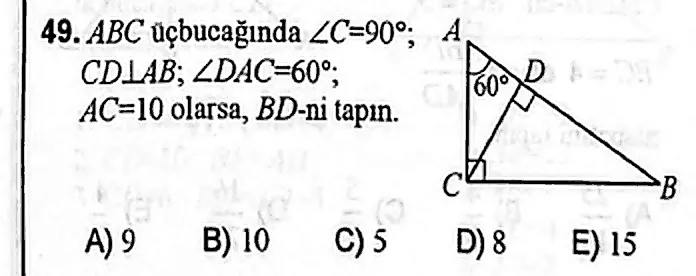 49. ABC üçbucağında ∠C=90°;
CD⊥AB; ∠DAC=60°;
AC=10 olarsa, BD-ni tapın.
A
60°
D
C
B
A) 9 B) 10 C) 5 D) 8 E) 15